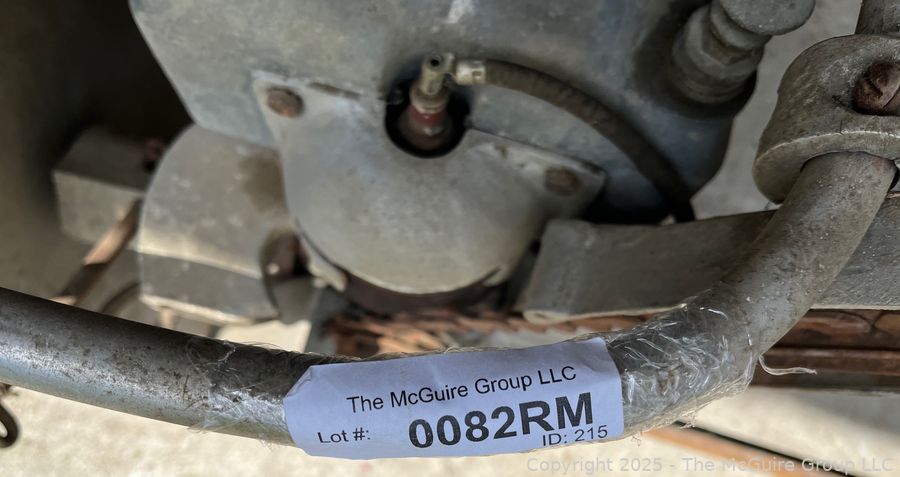 The McGuire Group LLC
Lot #: 0082RM
ID: 215
Copyright © 2025 - The McGuire Group LLC